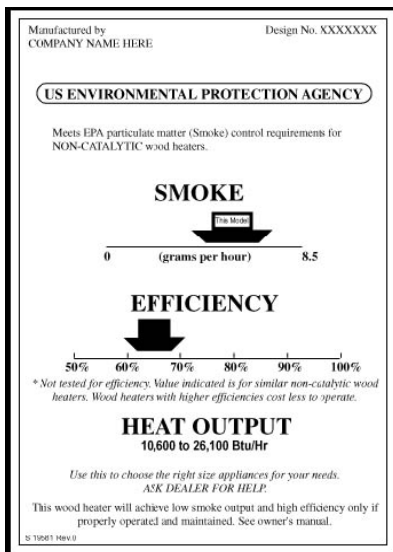 Manufactured by
COMPANY NAME HERE
Design No. XXXXXXX
US ENVIRONMENTAL PROTECTION AGENCY
Meets EPA particulate matter (Smoke) control requirements for
NON-CATALYTIC wood heaters.
SMOKE
This Model
0 (grams per hour) 8.5
EFFICIENCY
50% 60% 70% 80% 90% 100%
* Not tested for efficiency. Value indicated is for similar non-catalytic wood
heaters. Wood heaters with higher efficiencies cost less to operate.
HEAT OUTPUT
10,600 to 26,100 Btu/Hr
Use this to choose the right size appliances for your needs.
ASK DEALER FOR HELP.
This wood heater will achieve low smoke output and high efficiency only if
properly operated and maintained. See owner's manual.
S 19561 Rev.0